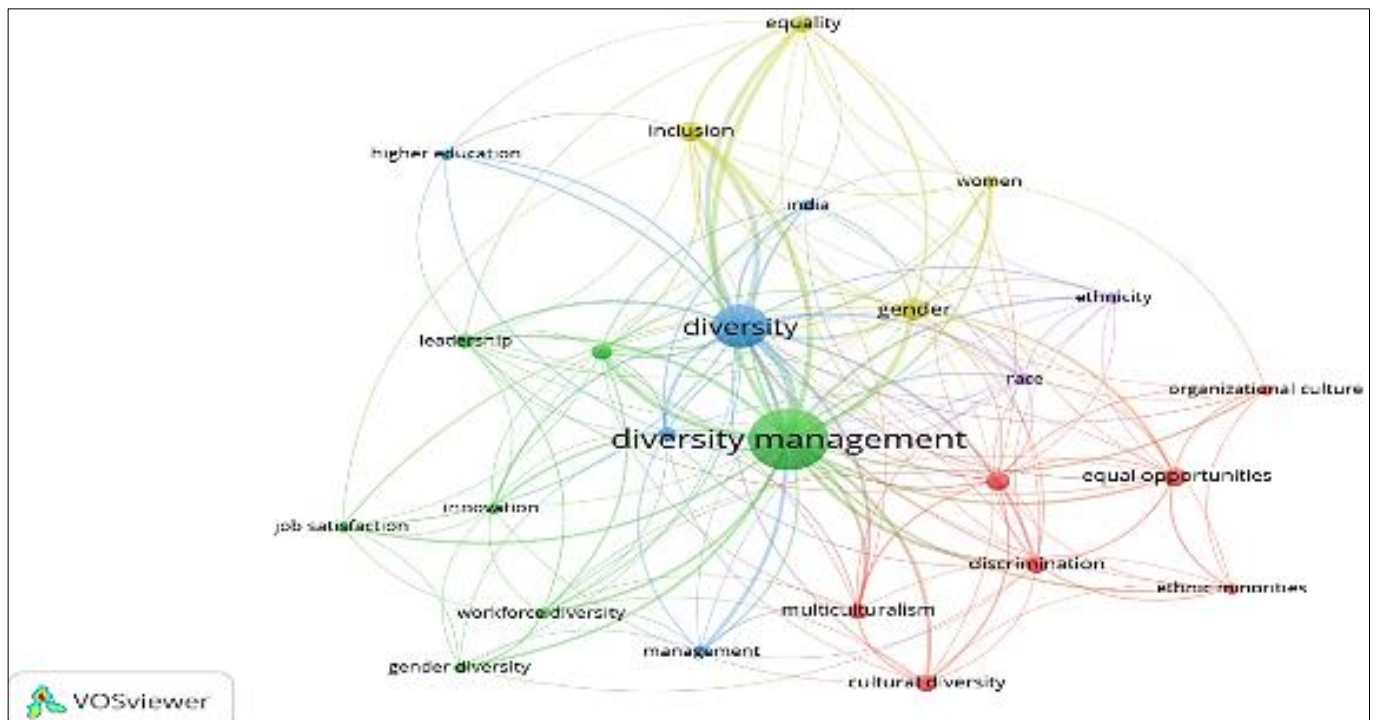 equality
inclusion
higher education
women
india
ethnicity
gender
diversity
leadership
race
organizational culture
diversity management
equal opportunities
innovation
job satisfaction
discrimination
ethnic minorities
workforce diversity
multiculturalism
management
gender diversity
cultural diversity
VOSviewer